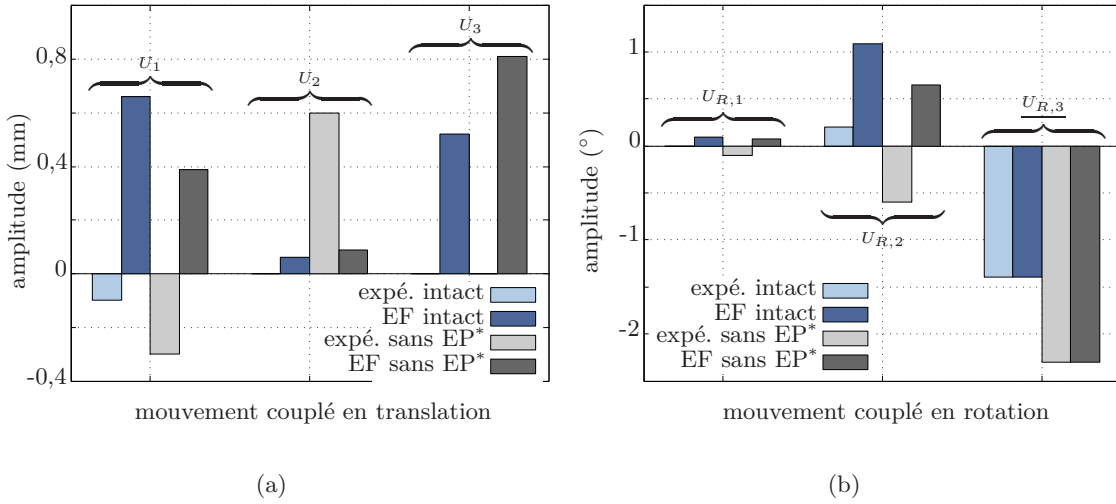 0,8
0,4
0
-0,4
amplitude (mm)
U1
U2
U3
expé. intact
EF intact
expé. sans EP*
EF sans EP*
mouvement couplé en translation
(a)
1
0
-1
-2
amplitude (°)
UR,1
UR,2
UR,3
expé. intact
EF intact
expé. sans EP*
EF sans EP*
mouvement couplé en rotation
(b)